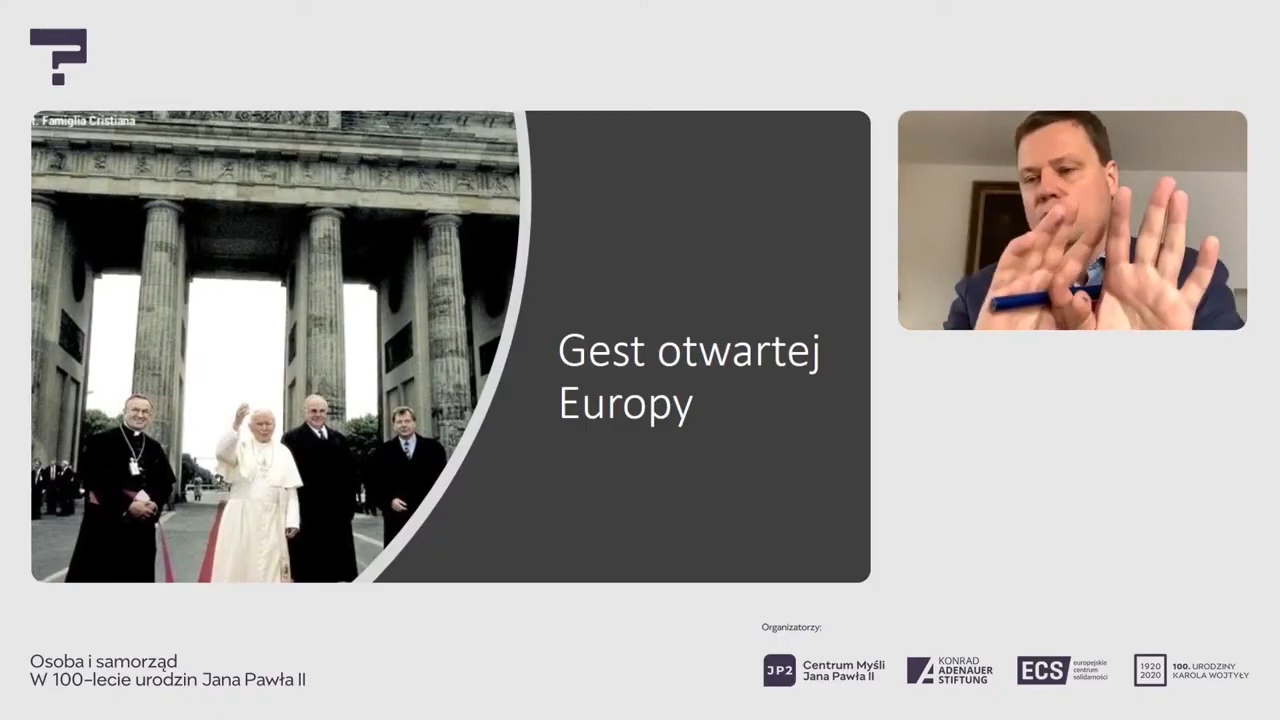 t. Famiglia Cristiana
Gest otwartej
Europy
Organizatorzy:
Osoba i samorząd
W 100-lecie urodzin Jana Pawła II
JP2
Centrum Myśli
Jana Pawła II
KONRAD
ADENAUER
STIFTUNG
ECS
europejskie
centrum
solidarności
1920
2020
100. URODZINY
KAROLA WOJTYŁY